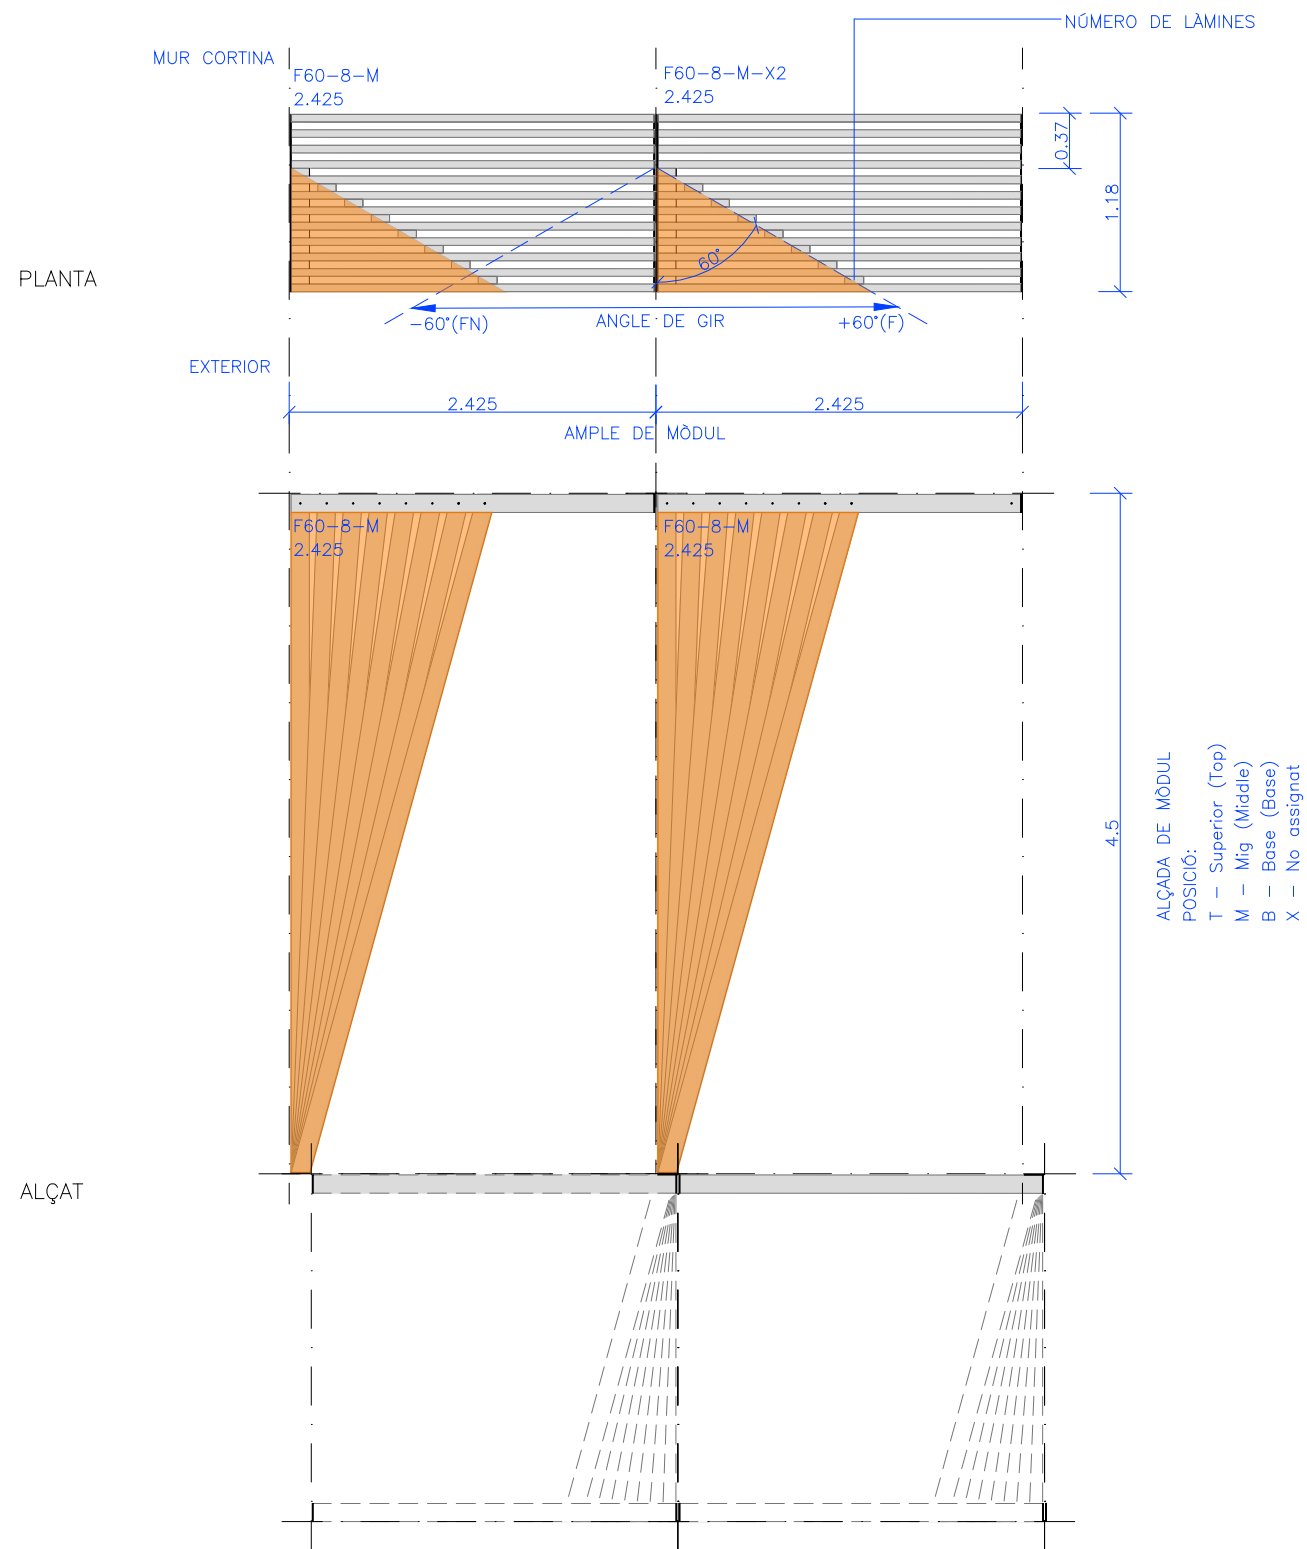 NÚMERO DE LÀMINES
MUR CORTINA
F60-8-M
2.425
F60-8-M-X2
2.425
0.37
1.18
60°
PLANTA
-60°(FN)
ANGLE DE GIR
+60°(F)
EXTERIOR
2.425
2.425
AMPLE DE MÒDUL
F60-8-M
2.425
F60-8-M
2.425
4.5
ALÇADA DE MÒDUL
POSICIÓ:
T - Superior (Top)
M - Mig (Middle)
B - Base (Base)
X - No assignat
ALÇAT